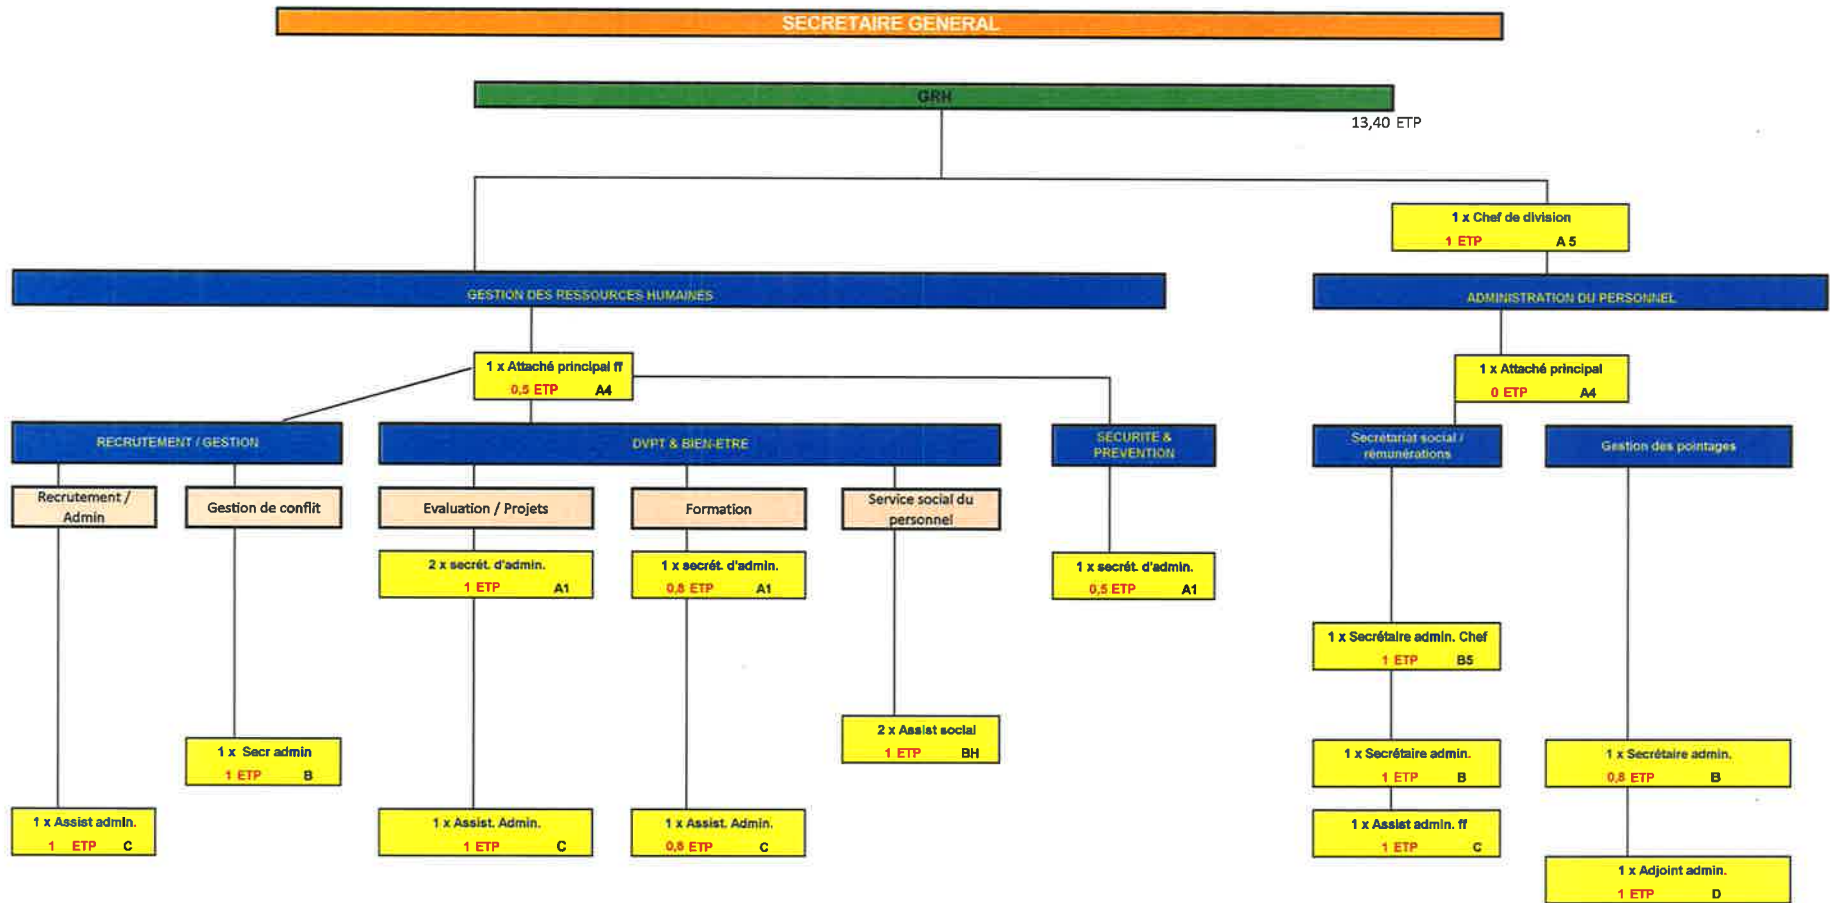 SECRETAIRE GENERAL
GRH
13,40 ETP
1 x Chef de division
1 ETP A 5
GESTION DES RESSOURCES HUMAINES
ADMINISTRATION DU PERSONNEL
1 x Attaché principal ff
0,5 ETP A4
1 x Attaché principal
0 ETP A4
RECRUTEMENT / GESTION
DVPT & BIEN-ETRE
SECURITE &
PREVENTION
Secrétariat social /
rémunérations
Gestion des pointages
Recrutement /
Admin
Gestion de conflit
Evaluation / Projets
Formation
Service social du
personnel
2 x secrét. d'admin.
1 ETP A1
1 x secrét. d'admin.
0,8 ETP A1
1 x secrét. d'admin.
0,5 ETP A1
1 x Secrétaire admin. Chef
1 ETP B5
2 x Assist social
1 ETP BH
1 x Secr admin
1 ETP B
1 x Secrétaire admin.
1 ETP B
1 x Secrétaire admin.
0,8 ETP B
1 x Assist admin.
1 ETP C
1 x Assist. Admin.
1 ETP C
1 x Assist. Admin.
0,8 ETP C
1 x Assist admin. ff
1 ETP C
1 x Adjoint admin.
1 ETP D